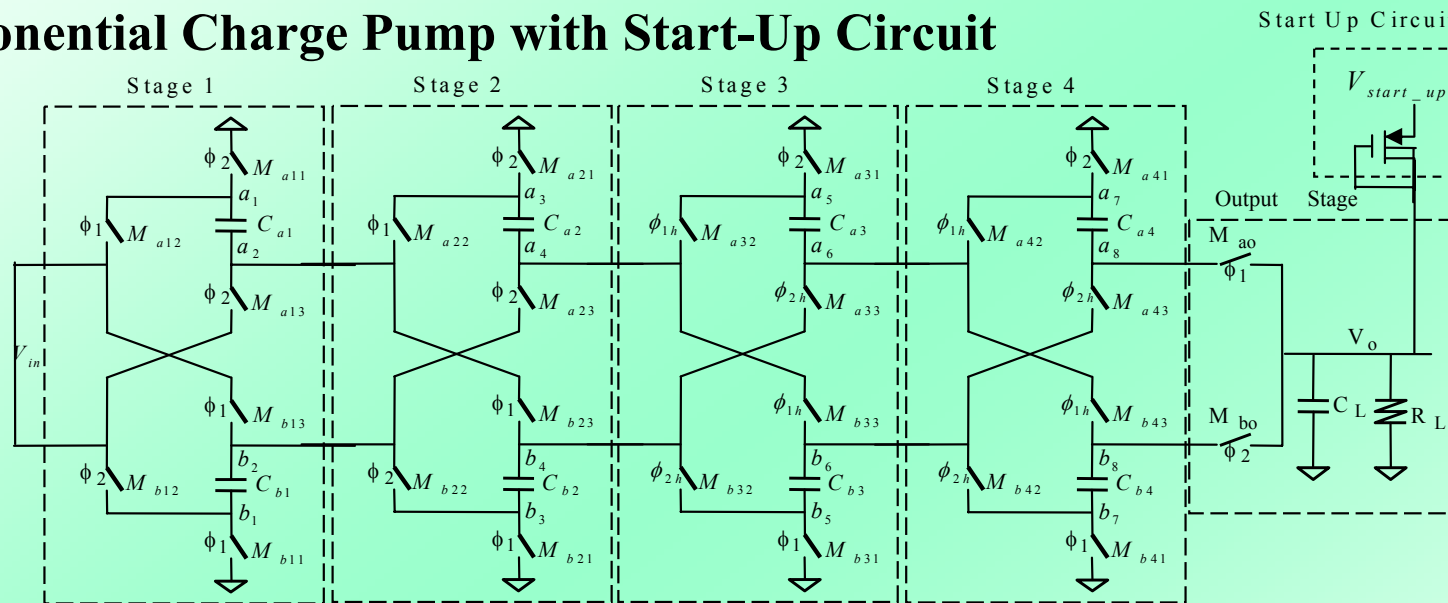 onential Charge Pump with Start-Up Circuit
Start Up Circui
Stage 1
Stage 2
Stage 3
Stage 4
V start_up
ϕ2 M a11
ϕ2 M a21
ϕ2 M a31
ϕ2 M a41
a1
a3
a5
a7
Output Stage
ϕ1 M a12
C a1
ϕ1 M a22
C a2
ϕ1h M a32
C a3
ϕ1h M a42
C a4
M ao
a2
a4
a6
a8
ϕ1
ϕ2 M a13
ϕ2 M a23
ϕ2h M a33
ϕ2h M a43
V in
V o
ϕ1 M b13
ϕ1 M b23
ϕ1h M b33
ϕ1h M b43
C L
R L
M bo
ϕ2
b2
b4
b6
b8
ϕ2 M b12
C b1
ϕ2 M b22
C b2
ϕ2h M b32
C b3
ϕ2h M b42
C b4
b1
b3
b5
b7
ϕ1 M b11
ϕ1 M b21
ϕ1 M b31
ϕ1 M b41